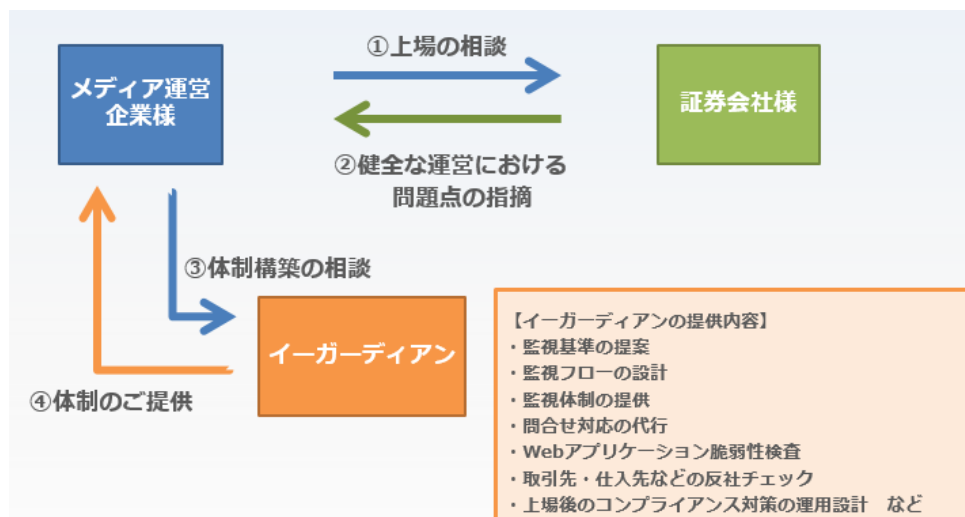 ①上場の相談
メディア運営
企業様
証券会社様
②健全な運営における
問題点の指摘
③体制構築の相談
イーガーディアン
④体制のご提供
【イーガーディアンの提供内容】
・監視基準の提案
・監視フローの設計
・監視体制の提供
・問合せ対応の代行
・Webアプリケーション脆弱性検査
・取引先・仕入先などの反社チェック
・上場後のコンプライアンス対策の運用設計　など